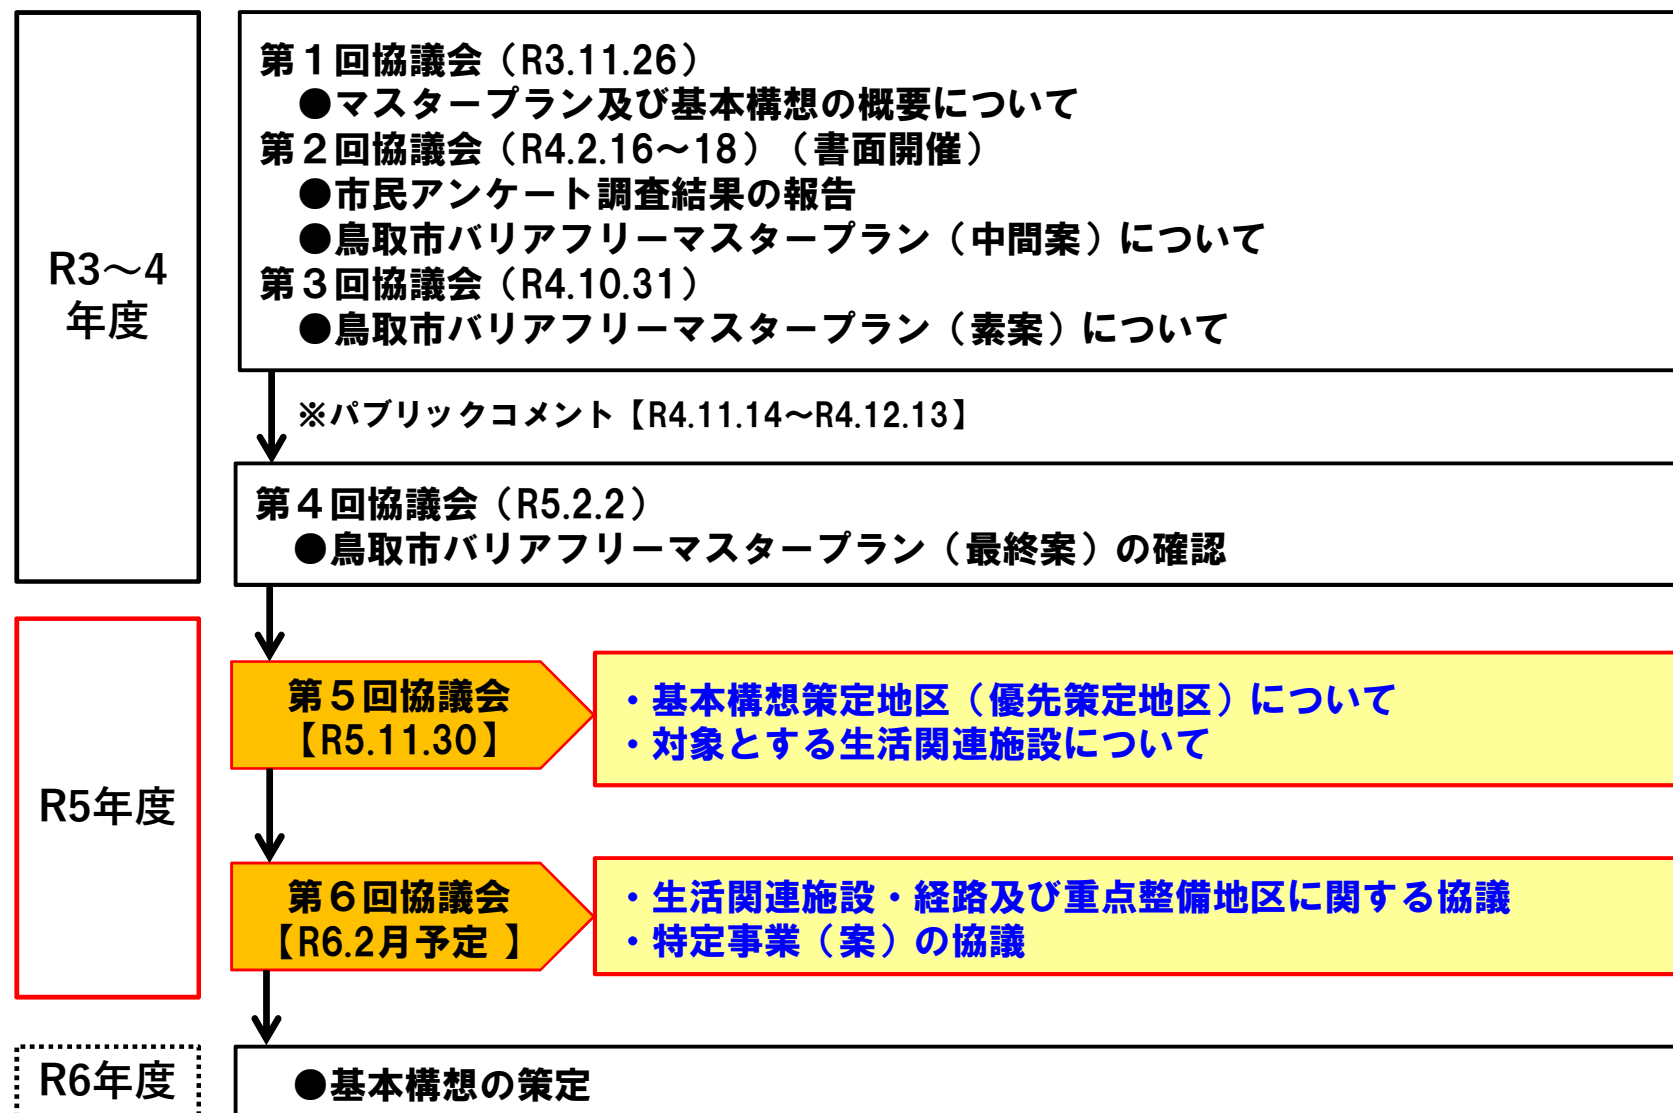 R3～4
年度
第１回協議会（R3.11.26）
●マスタープラン及び基本構想の概要について
第２回協議会（R4.2.16～18）（書面開催）
●市民アンケート調査結果の報告
●鳥取市バリアフリーマスタープラン（中間案）について
第３回協議会（R4.10.31）
●鳥取市バリアフリーマスタープラン（素案）について
※パブリックコメント【R4.11.14～R4.12.13】
第４回協議会（R5.2.2）
●鳥取市バリアフリーマスタープラン（最終案）の確認
R5年度
第５回協議会
【R5.11.30】
・基本構想策定地区（優先策定地区）について
・対象とする生活関連施設について
第６回協議会
【R6.2月予定 】
・生活関連施設・経路及び重点整備地区に関する協議
・特定事業（案）の協議
R6年度
●基本構想の策定